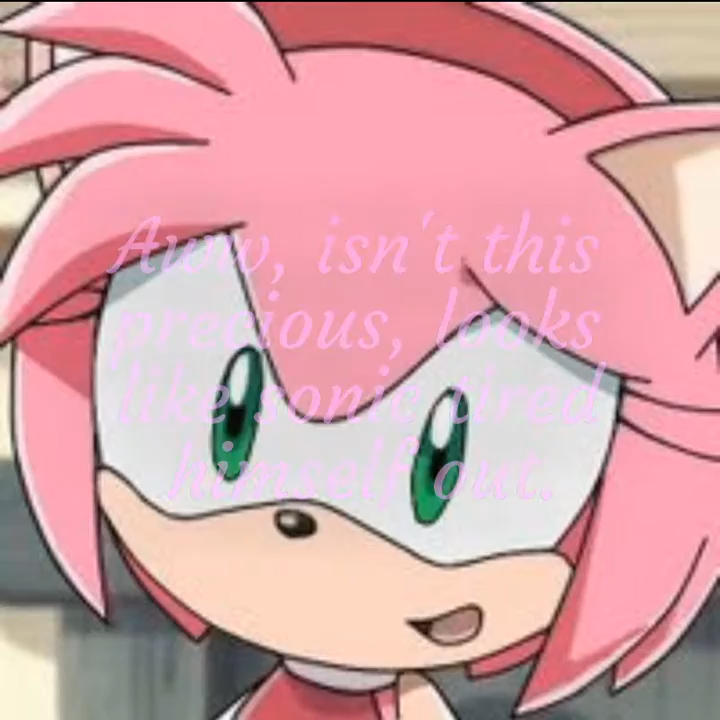 Aww, isn't this
precious, looks
like sonic tired
himself out.